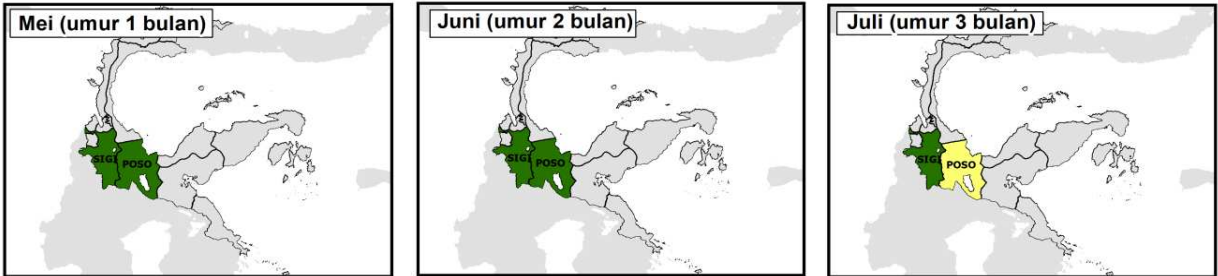 Mei (umur 1 bulan)
SIGI
POSO
Juni (umur 2 bulan)
SIGI
POSO
Juli (umur 3 bulan)
SIGI
POSO